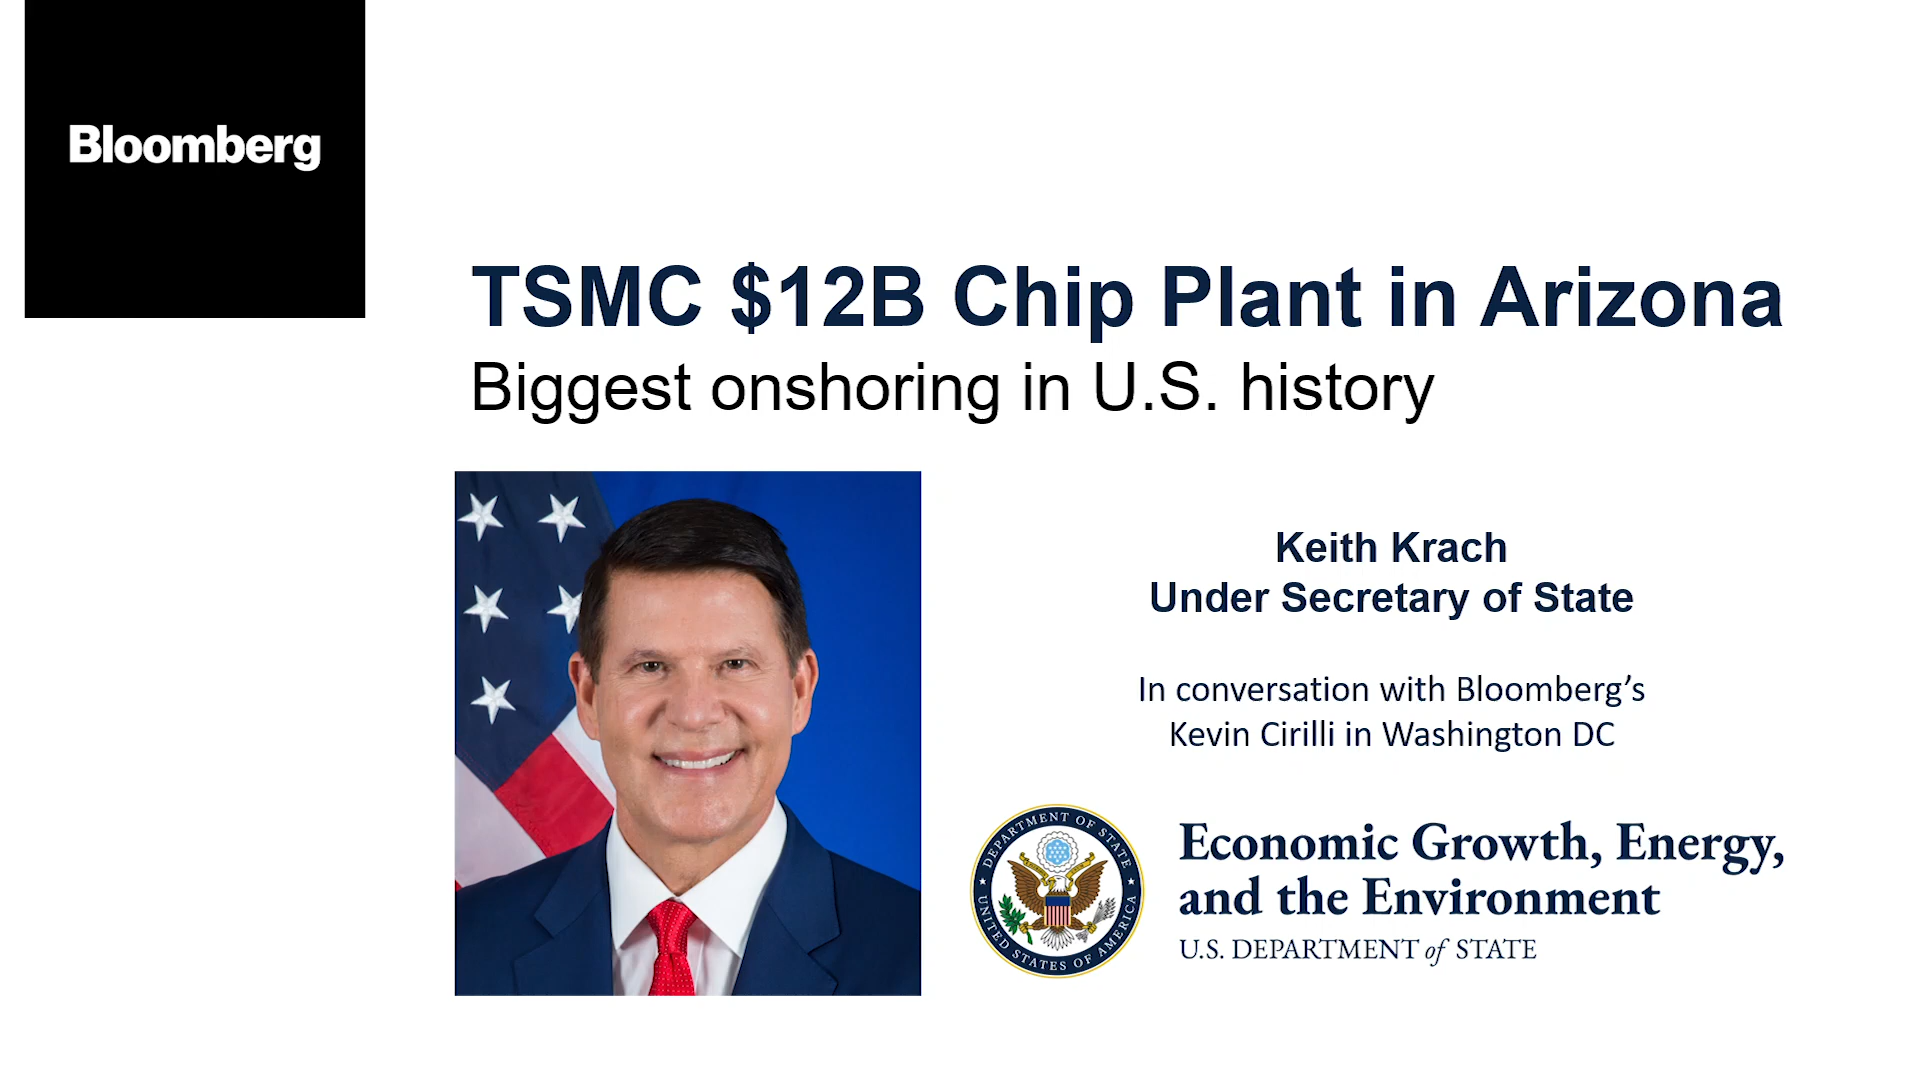 Bloomberg
TSMC $12B Chip Plant in Arizona
Biggest onshoring in U.S. history
Keith Krach
Under Secretary of State
In conversation with Bloomberg’s
Kevin Cirilli in Washington DC
DEPARTMENT OF STATE
UNITED STATES OF AMERICA
Economic Growth, Energy,
and the Environment
U.S. DEPARTMENT of STATE